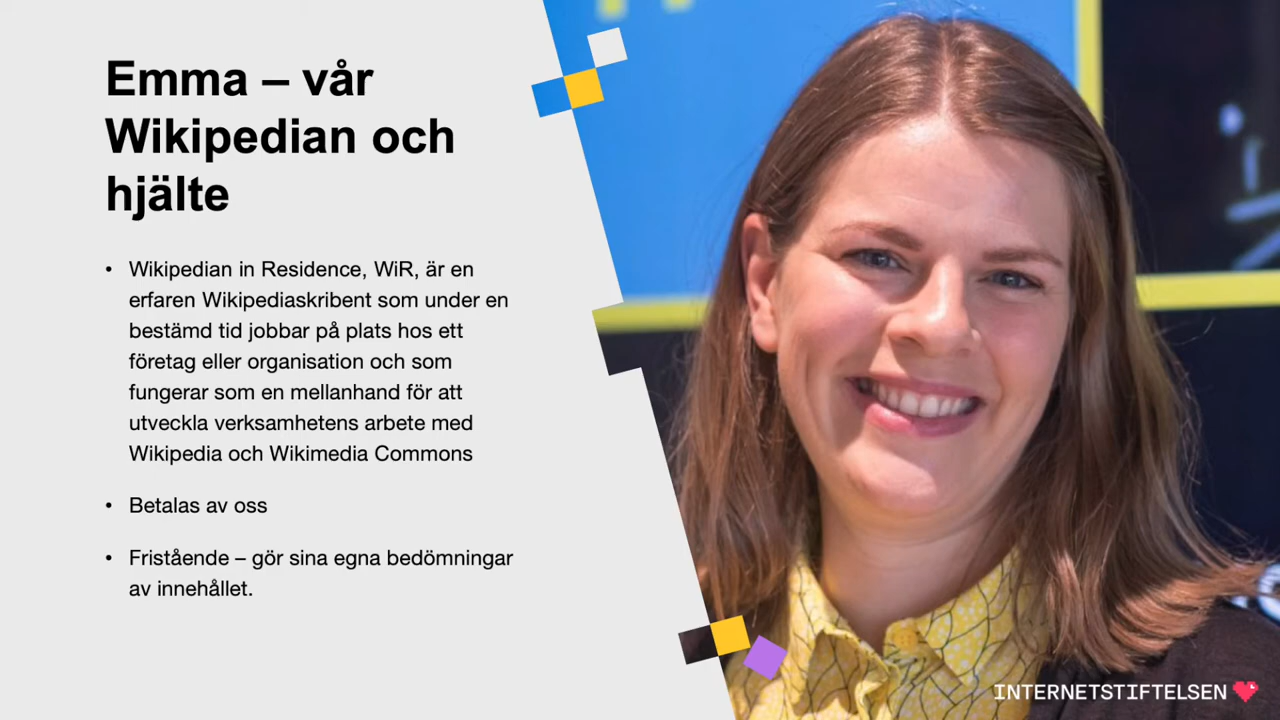 Emma – vår
Wikipedian och
hjälte
• Wikipedian in Residence, WiR, är en
erfaren Wikipediaskribent som under en
bestämd tid jobbar på plats hos ett
företag eller organisation och som
fungerar som en mellanhand för att
utveckla verksamhetens arbete med
Wikipedia och Wikimedia Commons
• Betalas av oss
• Fristående – gör sina egna bedömningar
av innehållet.
INTERNETSTIFTELSEN